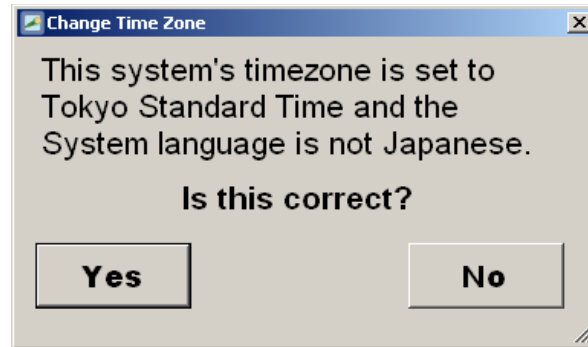 Change Time Zone
This system's timezone is set to
Tokyo Standard Time and the
System language is not Japanese.
Is this correct?
Yes
No